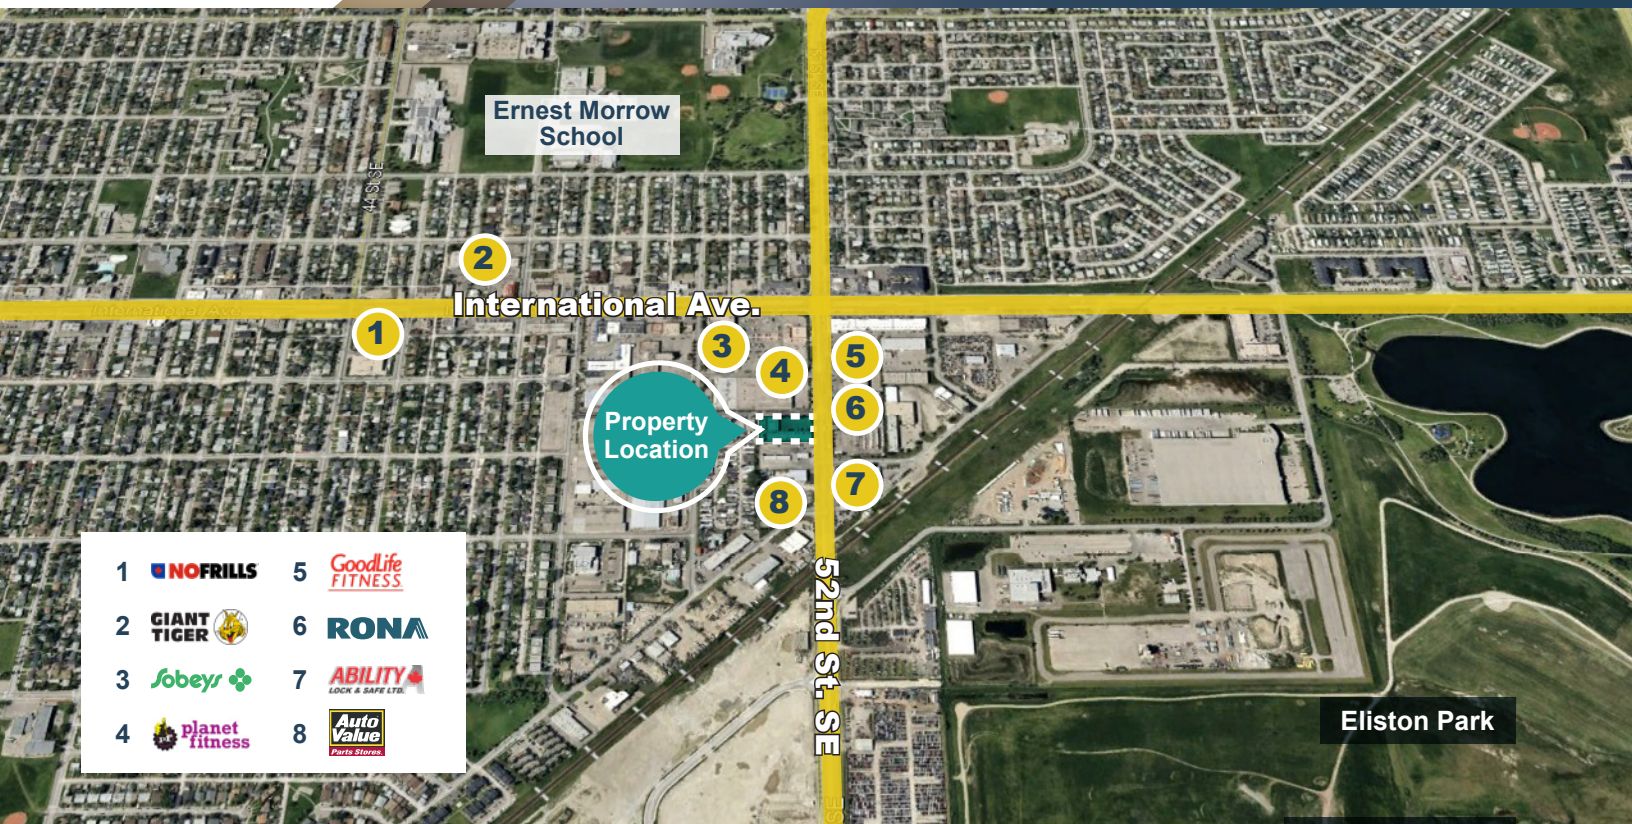 Ernest Morrow
School
44 St SE
2
International Ave.
International Ave
1
3
4
5
6
Property
Location
7
8
52nd St. SE
1 NOFRILLS
2 GIANT
TIGER
3 Sobeys
4 planet
fitness
5 GoodLife
FITNESS
6 RONA
7 ABILITY
LOCK & SAFE LTD.
8 Auto
Value
Parts Stores.
Eliston Park